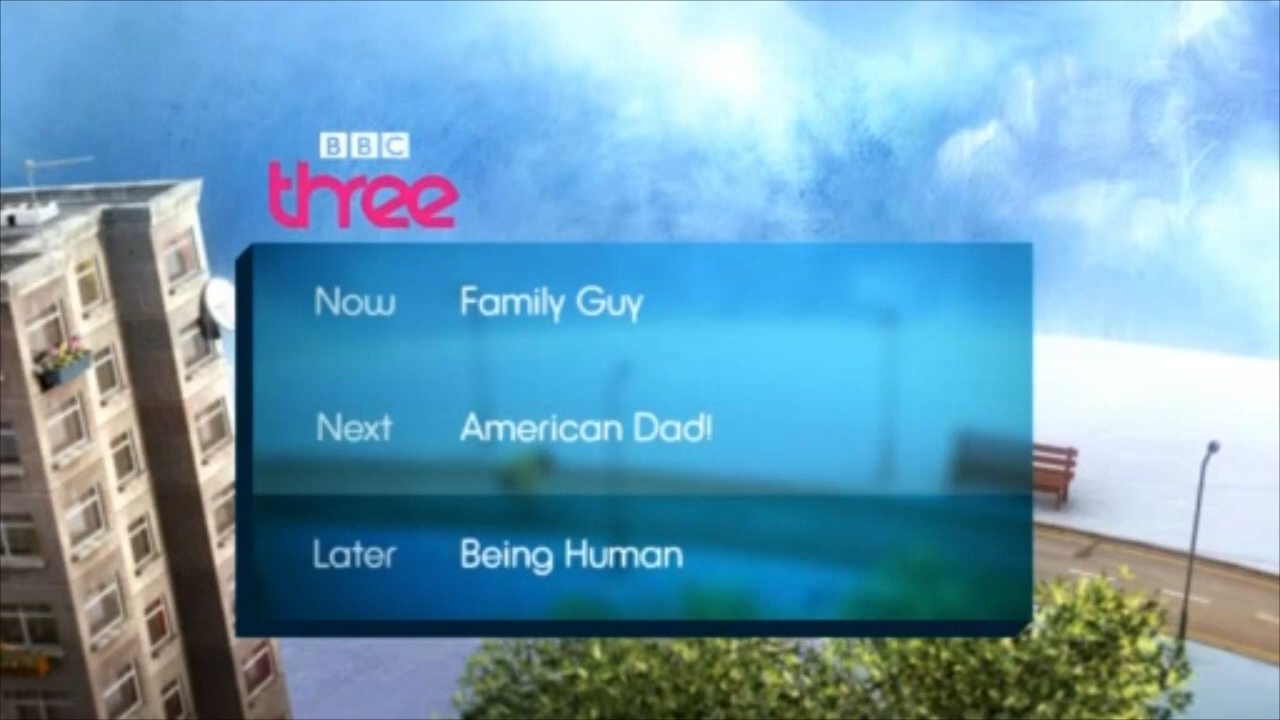 BBC
three
Now Family Guy
Next American Dad!
Later Being Human